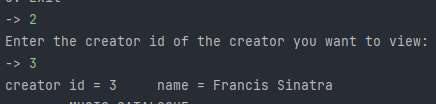 -> 2
Enter the creator id of the creator you want to view:
-> 3
creator id = 3     name = Francis Sinatra